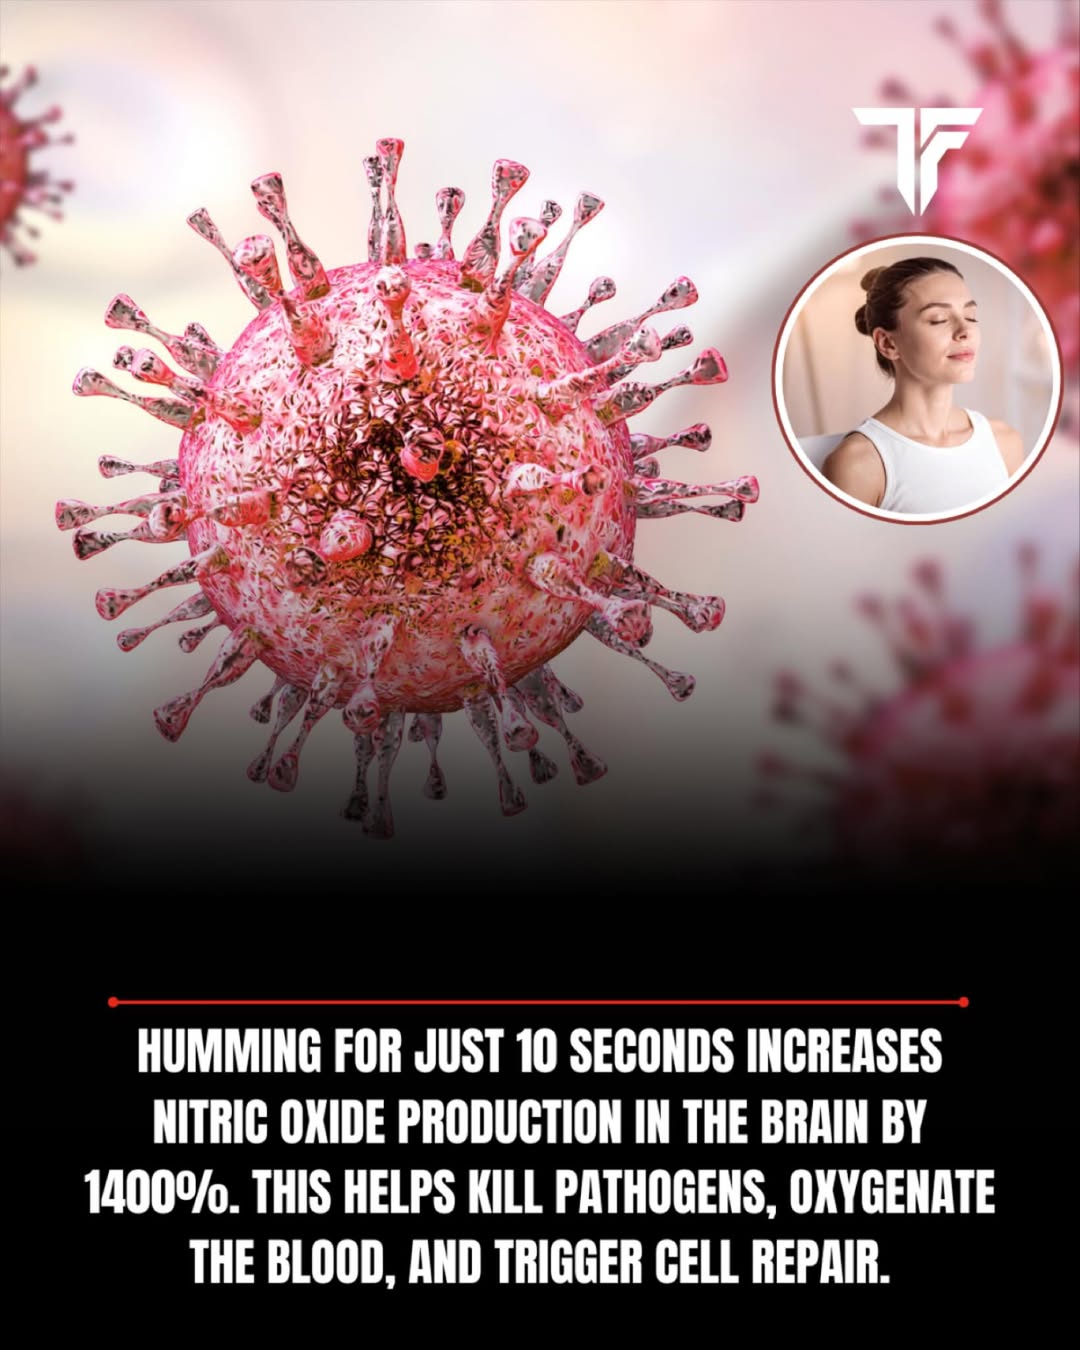 TF
HUMMING FOR JUST 10 SECONDS INCREASES
NITRIC OXIDE PRODUCTION IN THE BRAIN BY
1400%. THIS HELPS KILL PATHOGENS, OXYGENATE
THE BLOOD, AND TRIGGER CELL REPAIR.